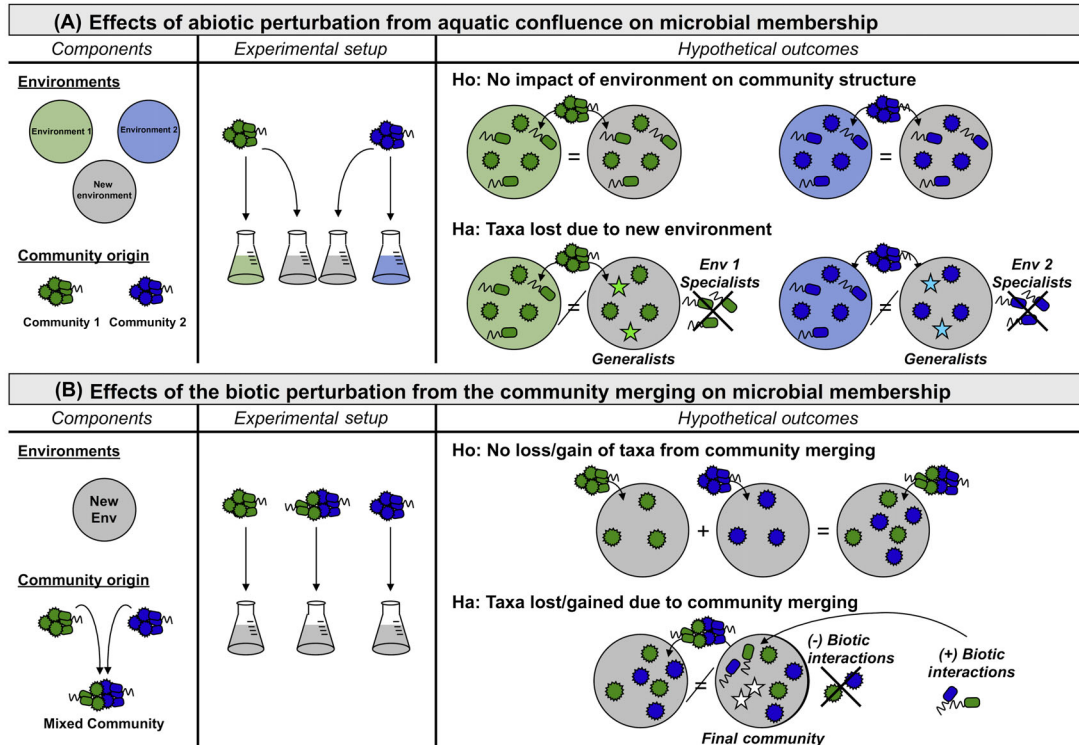 (A) Effects of abiotic perturbation from aquatic confluence on microbial membership
Components
Experimental setup
Hypothetical outcomes
Environments
Environment 1
Environment 2
New
environment
Community origin
Community 1
Community 2
Ho: No impact of environment on community structure
=
=
Ha: Taxa lost due to new environment
=
Env 1
Specialists
Generalists
=
Env 2
Specialists
Generalists
(B) Effects of the biotic perturbation from the community merging on microbial membership
Components
Experimental setup
Hypothetical outcomes
Environments
New
Env
Community origin
Mixed Community
Ho: No loss/gain of taxa from community merging
+
=
Ha: Taxa lost/gained due to community merging
=
(-) Biotic
interactions
(+) Biotic
interactions
Final community